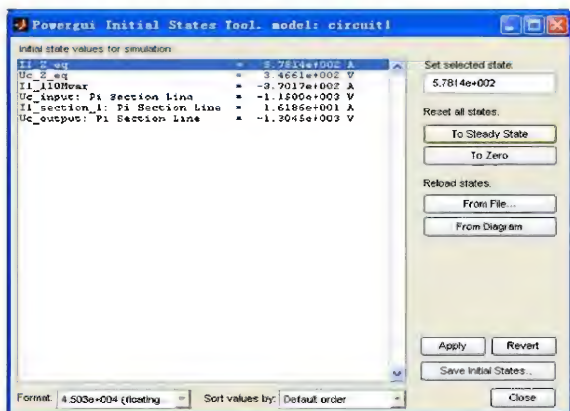 Powergui Initial States Tool. model: circuit1
Initial state values for simulation
Il_Z_eq = 5.7814e+002 A
Uc_Z_eq = 3.4661e+002 V
Il_110Mvar = -3.7017e+002 A
Uc_input: Pi Section Line = -1.1500e+003 V
Il_section_1: Pi Section Line = 1.6186e+001 A
Uc_output: Pi Section Line = -1.3045e+003 V
Set selected state:
5.7814e+002
Reset all states:
To Steady State
To Zero
Reload states:
From File...
From Diagram
Apply Revert
Save Initial States...
Format: 4.503e+004 (floating Sort values by: Default order Close